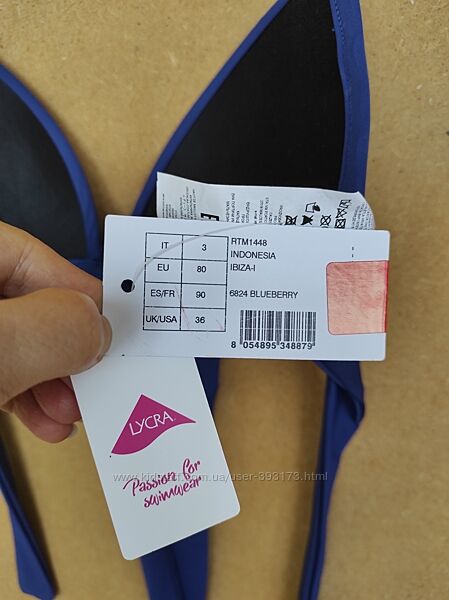 IT 3
EU 80
ES/FR 90
UK/USA 36
RTM1448
INDONESIA
IBIZA-I
6824 BLUEBERRY
8 054895 348879
LYCRA
Passion for
swimwear